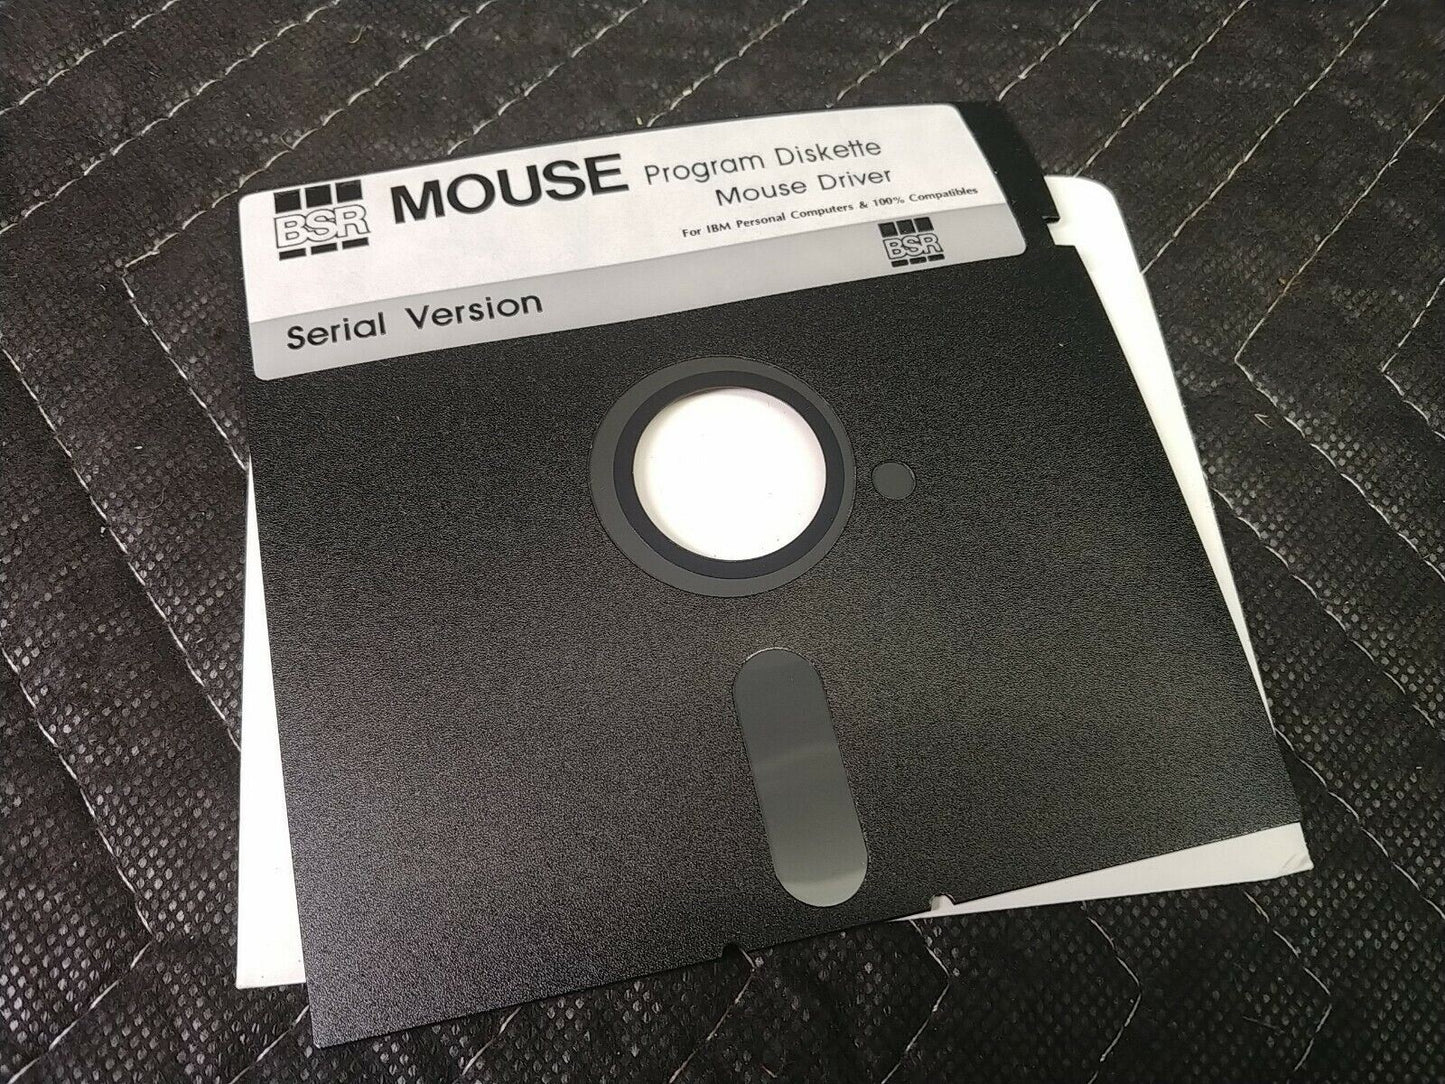 BSR MOUSE Program Diskette
Mouse Driver
For IBM Personal Computers & 100% Compatibles
BSR
Serial Version